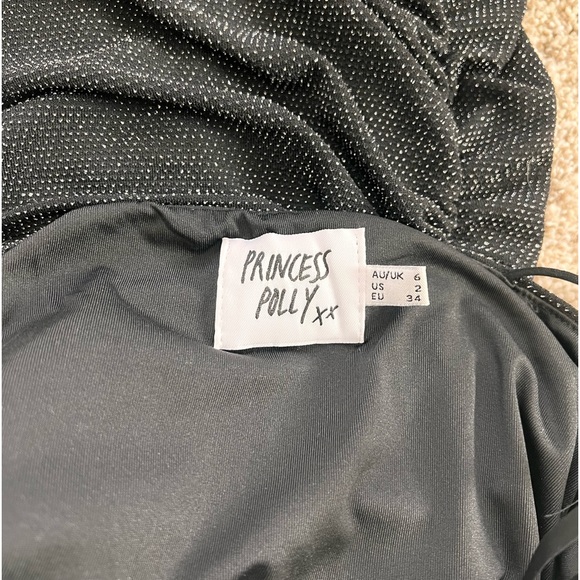 PRINCESS
POLLY xx
AU/UK 6
US 2
EU 34